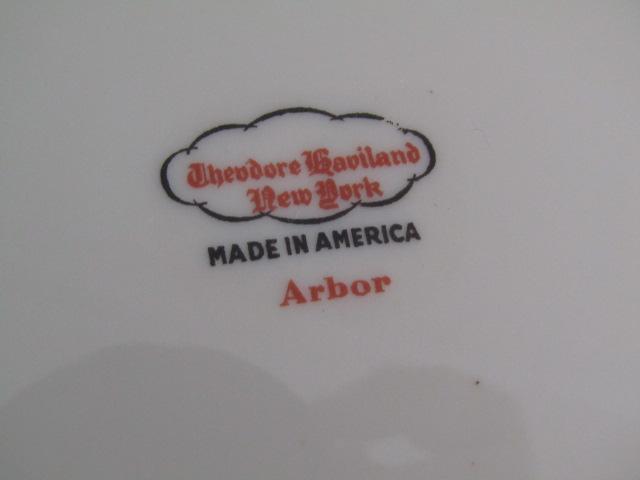 Theodore Haviland
New York
MADE IN AMERICA
Arbor